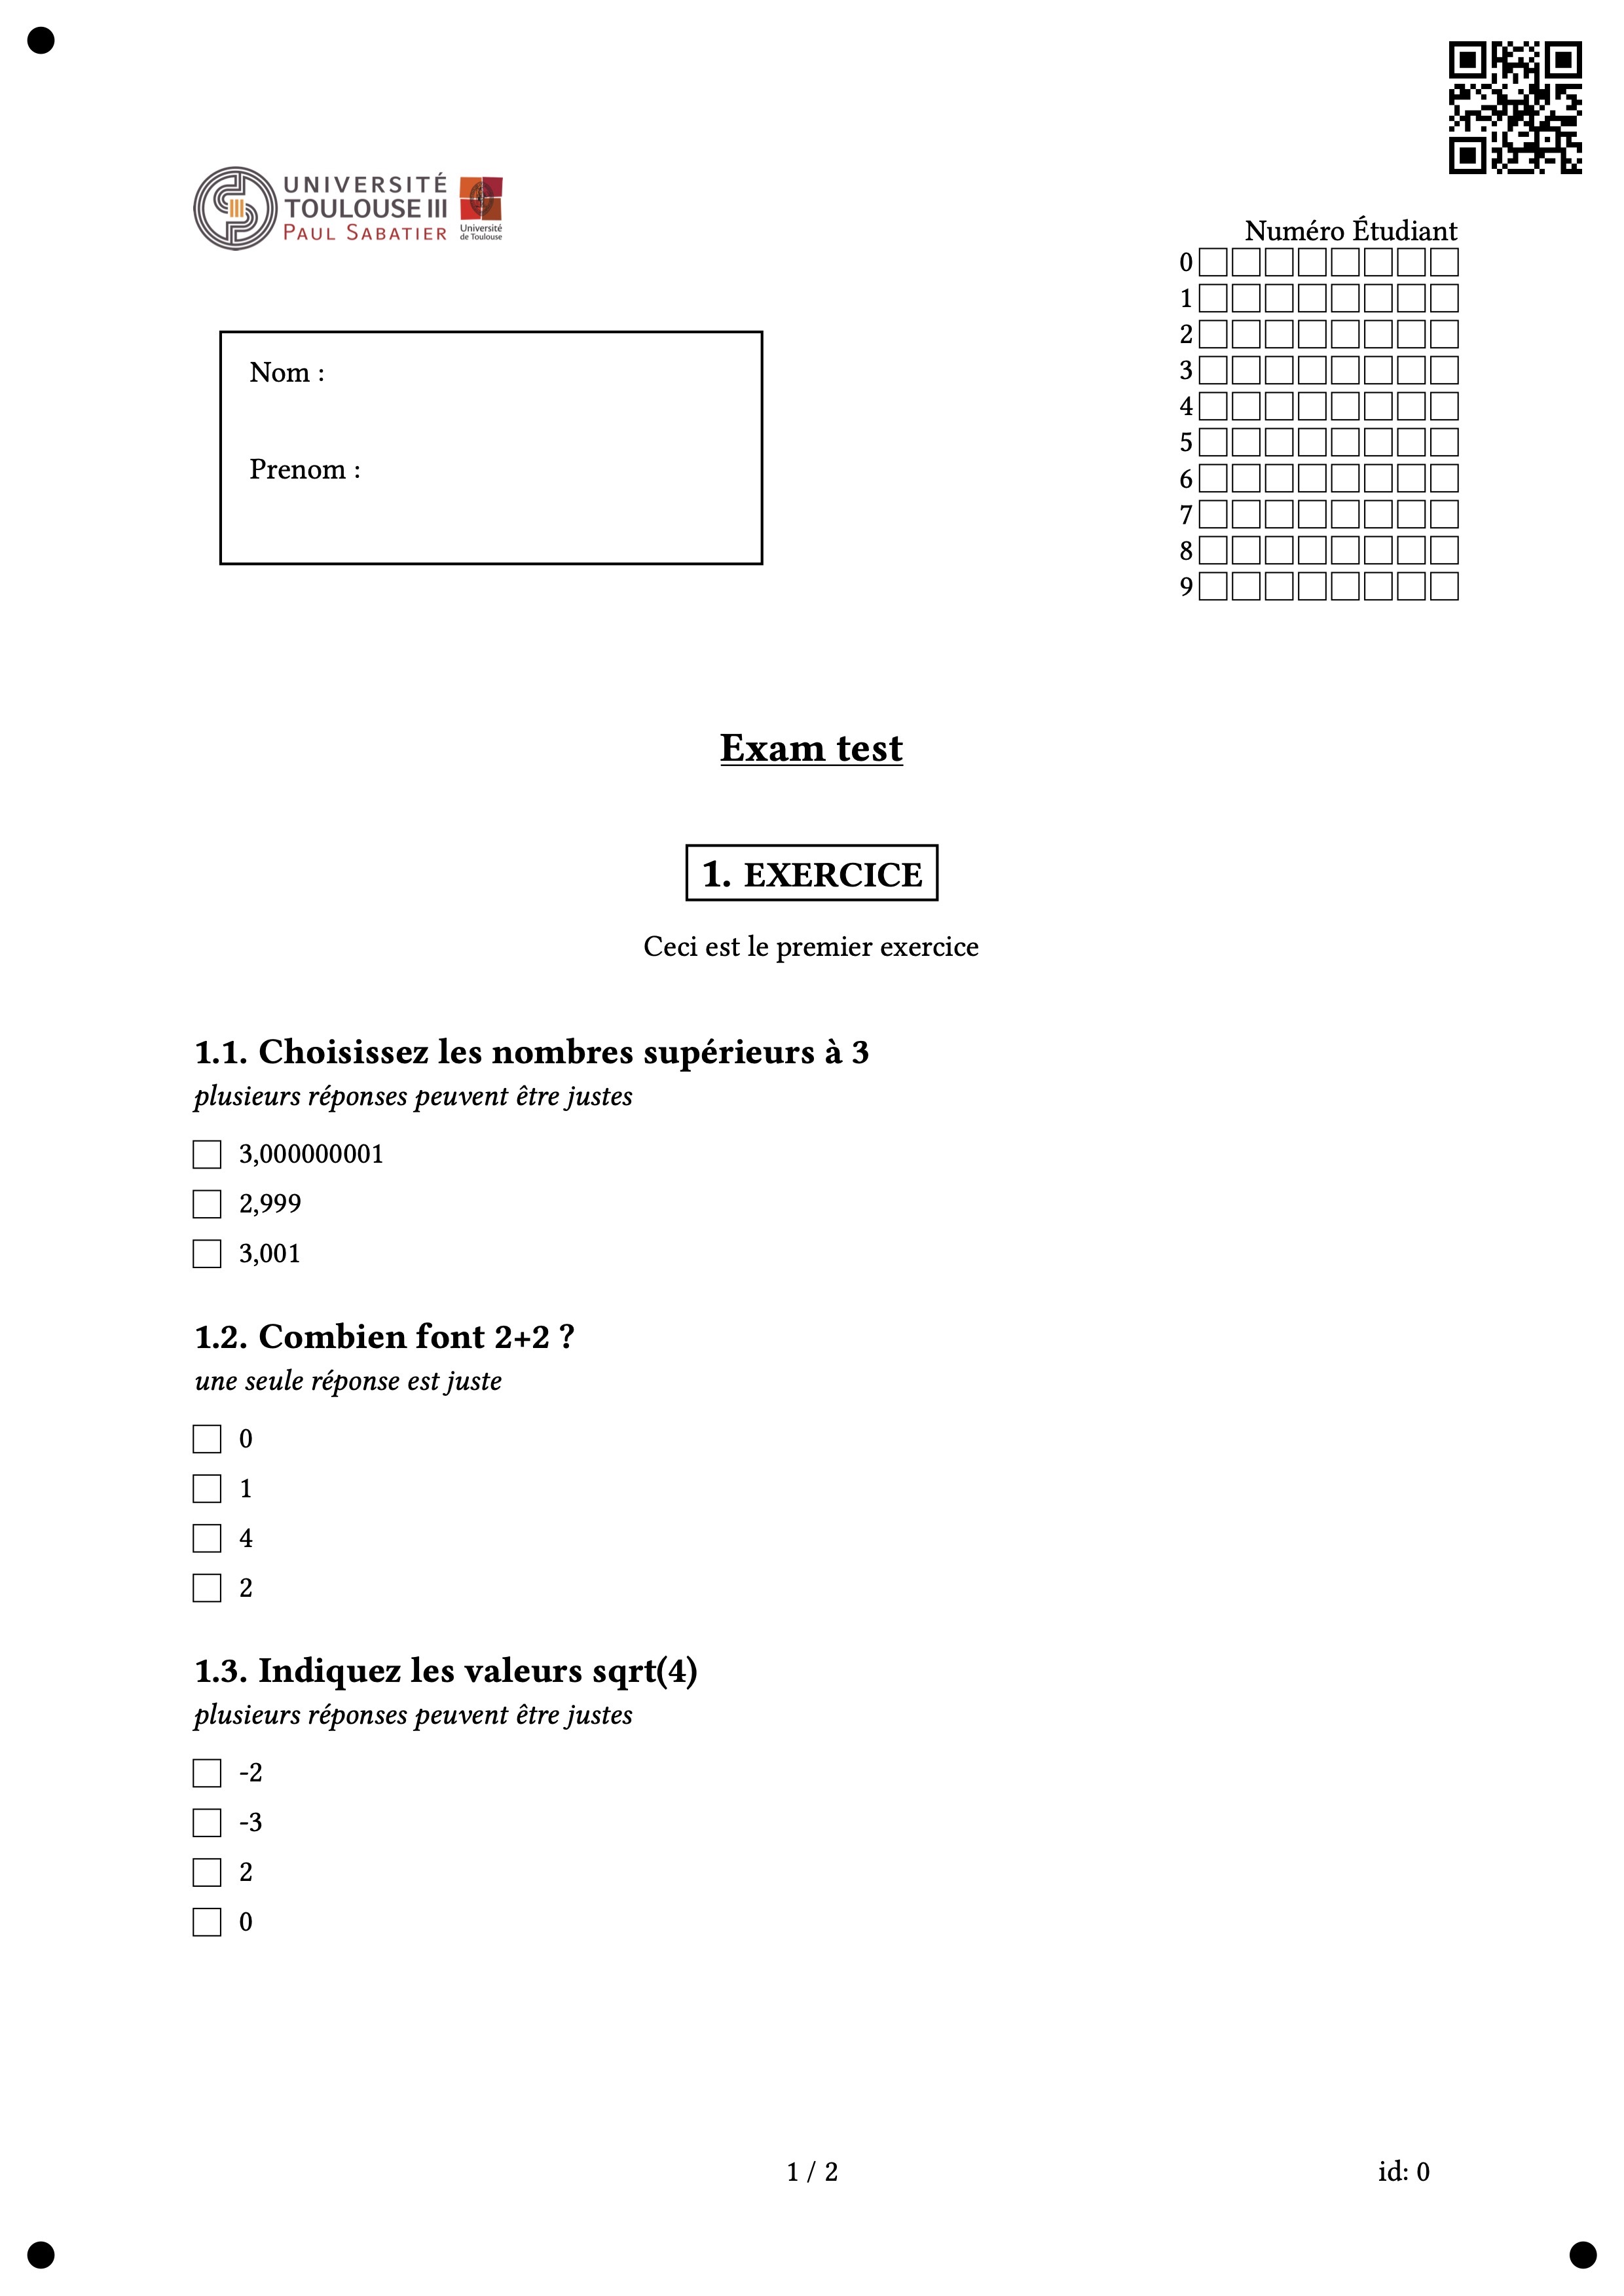 UNIVERSITÉ
TOULOUSE III
PAUL SABATIER
Université
de Toulouse
Numéro Étudiant
0
1
2
3
4
5
6
7
8
9
Nom :
Prenom :
Exam test
1. EXERCICE
Ceci est le premier exercice
1.1. Choisissez les nombres supérieurs à 3
plusieurs réponses peuvent être justes
3,000000001
2,999
3,001
1.2. Combien font 2+2 ?
une seule réponse est juste
0
1
4
2
1.3. Indiquez les valeurs sqrt(4)
plusieurs réponses peuvent être justes
-2
-3
2
0
1 / 2
id: 0